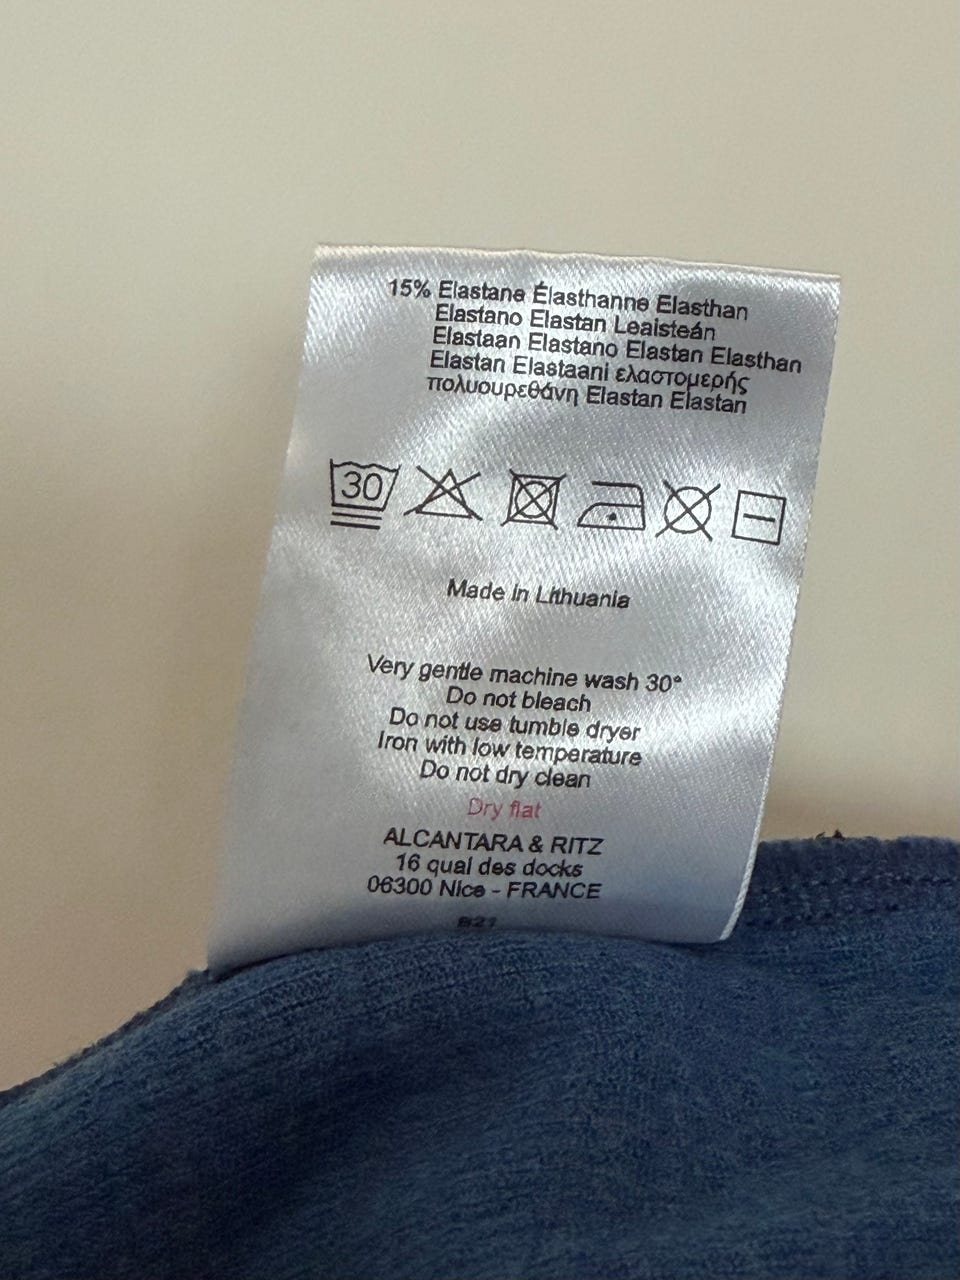 15% Elastane Élasthanne Elasthan
Elastano Elastan Leaisteán
Elastaan Elastano Elastan Elasthan
Elastan Elastaani ελαστομερής
πολυουρεθάνη Elastan Elastan
30
Made in Lithuania
Very gentle machine wash 30°
Do not bleach
Do not use tumble dryer
Iron with low temperature
Do not dry clean
Dry flat
ALCANTARA & RITZ
16 quai des docks
06300 Nice - FRANCE